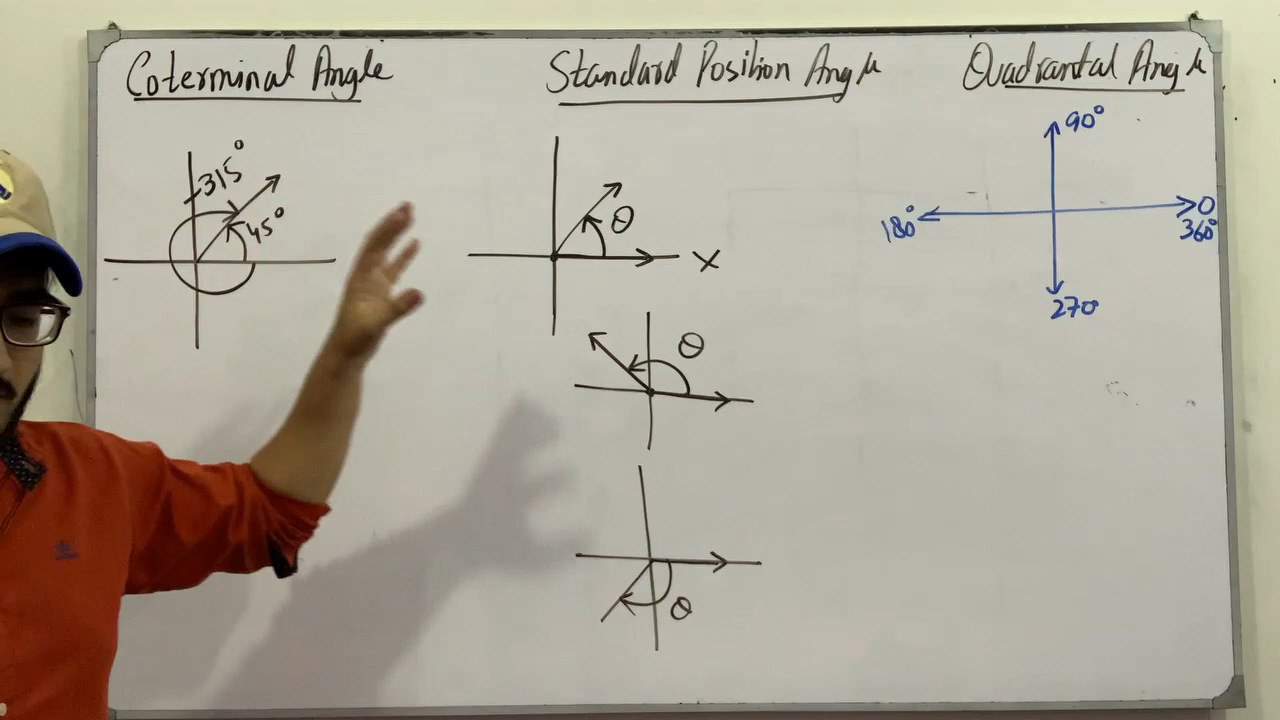 Coterminal Angle
-315°
45°
Standard Position Angle
θ
X
θ
θ
Quadrantal Angle
90°
180°
0
360°
270°